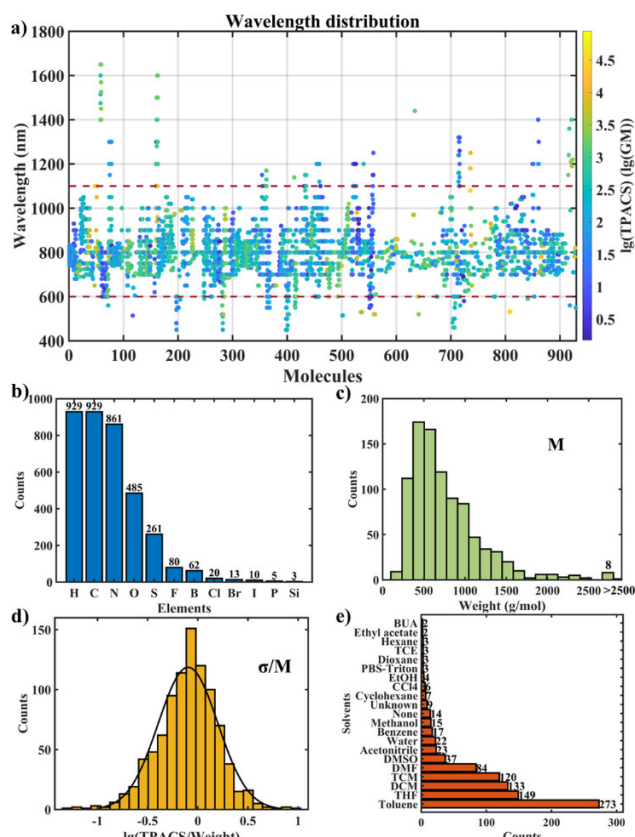 Wavelength distribution
a)
1800
1600
1400
1200
1000
800
600
400
Wavelength (nm)
0 100 200 300 400 500 600 700 800 900
Molecules
4.5
4
3.5
3
2.5
2
1.5
1
0.5
lg(TPACS) (lg(GM))
b)
1000
800
600
400
200
0
Counts
929 929 861 485 261 80 62 20 13 10 5 3
H C N O S F B Cl Br I P Si
Elements
c)
200
150
100
50
0
Counts
M
8
0 500 1000 1500 2000 2500 >2500
Weight (g/mol)
d)
150
100
50
0
Counts
σ/M
-1 0 1
lg(TPACS/Weight)
e)
Solvents
BUA 2
Ethyl acetate 2
Hexane 3
TCE 3
Dioxane 3
PBS-Triton 3
EtOH 4
CCl4 6
Cyclohexane 7
Unknown 9
None 14
Methanol 15
Benzene 17
Water 22
Acetonitrile 23
DMSO 37
DMF 84
TCM 120
DCM 133
THF 149
Toluene 273
0 100 200 300
Counts